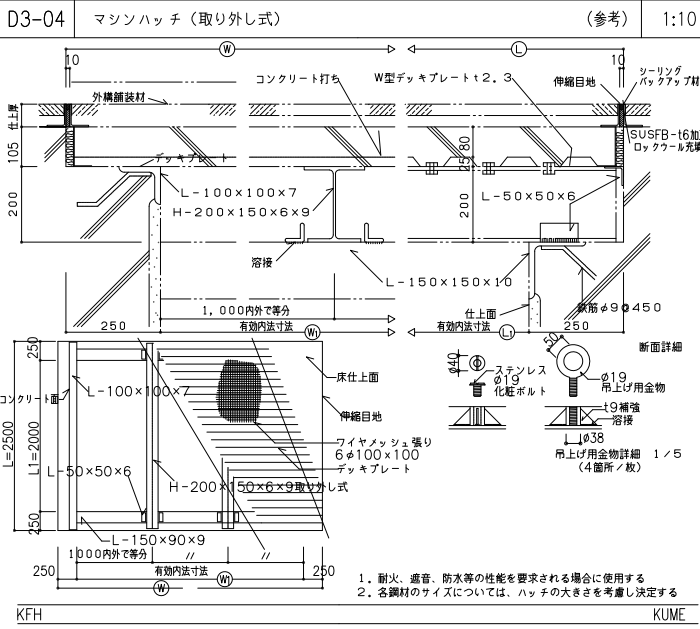 D3-04 マシンハッチ（取り外し式） （参考） 1:10
W L
10 10
コンクリート打ち W型デッキプレートt2.3 伸縮目地 シーリング
バックアップ材
外構舗装材
仕上厚
105
200
デッキプレート
25 80
200
SUSFB-t6加
ロックウール充填
L-100×100×7
H-200×150×6×9
L-50×50×6
溶接
L-150×150×10
1,000内外で等分
仕上面
鉄筋φ9@450
250 有効内法寸法 W1 有効内法寸法 L1 250
断面詳細
250
L=2500
L1=2000
250
コンクリート面
L-100×100×7
L-50×50×6
H-200×150×6×9取り外し式
L-150×90×9
床仕上面
伸縮目地
ワイヤメッシュ張り
6φ100×100
デッキプレート
1000内外で等分 〃 〃
250 有効内法寸法 W1 250
W
φ40
ステンレス
φ19
化粧ボルト
50
φ19
吊上げ用金物
t9補強
溶接
φ38
吊上げ用金物詳細 1/5
（4箇所／枚）
1．耐火、遮音、防水等の性能を要求される場合に使用する
2．各鋼材のサイズについては、ハッチの大きさを考慮し決定する
KFH KUME